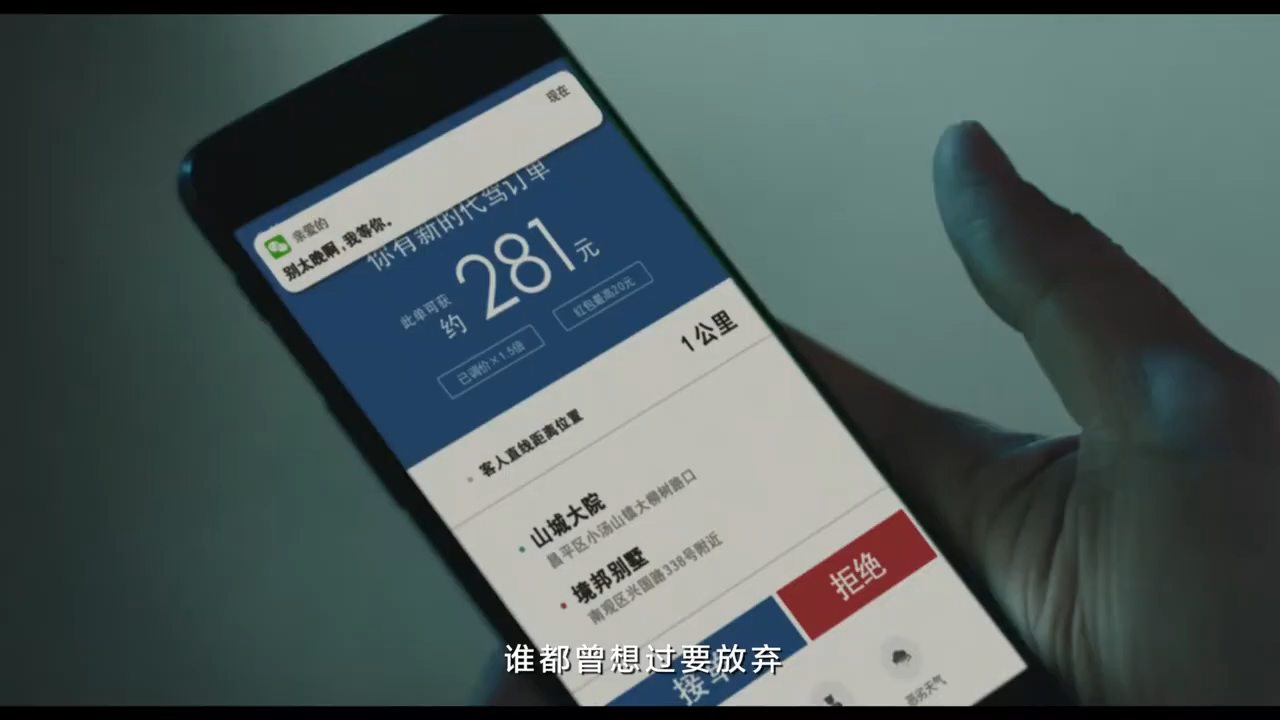 现在
亲爱的
别太晚啊,我等你。
你有新的代驾订单
此单可获
约 281 元
已调价×1.5倍
红包最高20元
客人直线距离位置
1公里
山城大院
昌平区小汤山镇大柳树路口
境邦别墅
南观区兴国路338号附近
接单
拒绝
恶劣天气
谁都曾想过要放弃